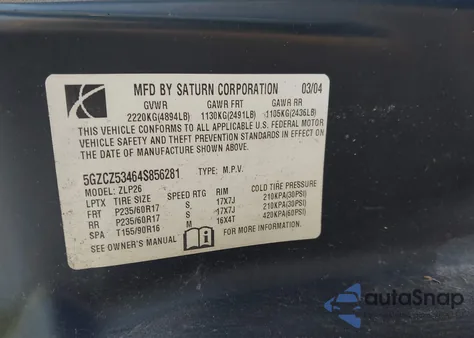 MFD BY SATURN CORPORATION 03/04
GVWR GAWR FRT GAWR RR
2220KG(4894LB) 1130KG(2491LB) 1105KG(2436LB)
THIS VEHICLE CONFORMS TO ALL APPLICABLE U.S. FEDERAL MOTOR
VEHICLE SAFETY AND THEFT PREVENTION STANDARDS IN EFFECT ON
THE DATE OF MANUFACTURE SHOWN ABOVE.
5GZCZ53464S856281 TYPE: M.P.V.
MODEL: ZLP26
LPTX TIRE SIZE SPEED RTG RIM COLD TIRE PRESSURE
FRT P235/60R17 S 17X7J 210KPA(30PSI)
RR P235/60R17 S 17X7J 210KPA(30PSI)
SPA T155/90R16 M 16X4T 420KPA(60PSI)
SEE OWNER'S MANUAL
autoSnap